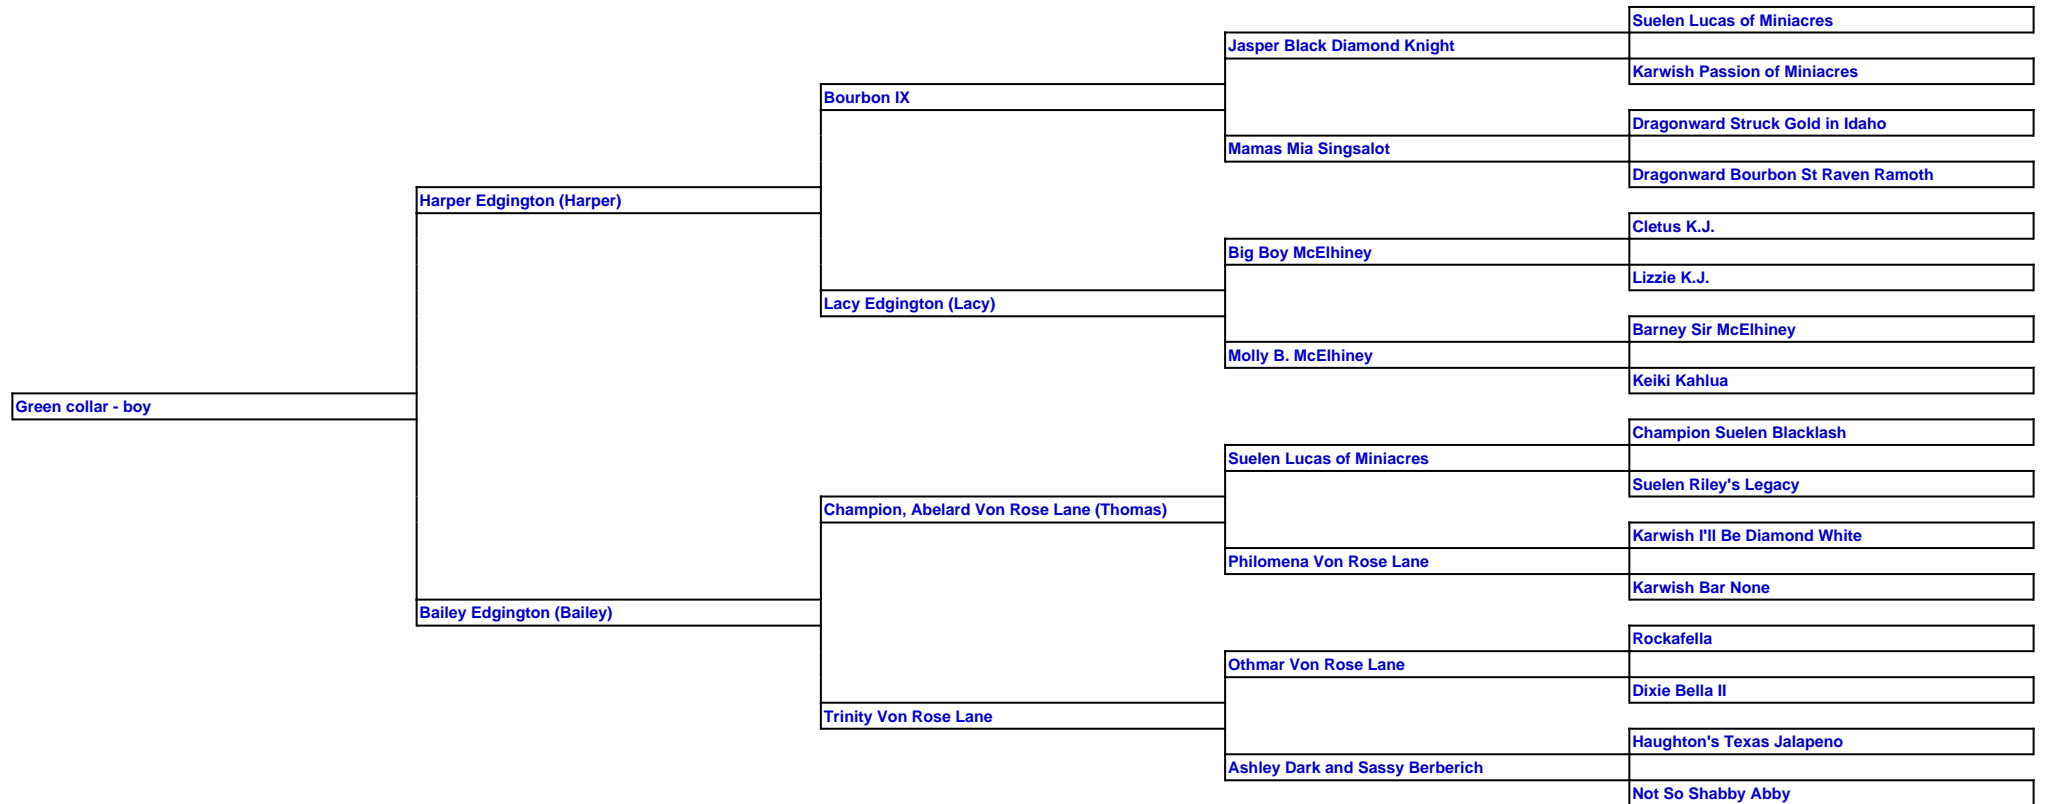 Suelen Lucas of Miniacres
Jasper Black Diamond Knight
Karwish Passion of Miniacres
Bourbon IX
Dragonward Struck Gold in Idaho
Mamas Mia Singsalot
Dragonward Bourbon St Raven Ramoth
Harper Edgington (Harper)
Cletus K.J.
Big Boy McElhiney
Lizzie K.J.
Lacy Edgington (Lacy)
Barney Sir McElhiney
Molly B. McElhiney
Keiki Kahlua
Green collar - boy
Champion Suelen Blacklash
Suelen Lucas of Miniacres
Suelen Riley's Legacy
Champion, Abelard Von Rose Lane (Thomas)
Karwish I'll Be Diamond White
Philomena Von Rose Lane
Karwish Bar None
Bailey Edgington (Bailey)
Rockafella
Othmar Von Rose Lane
Dixie Bella II
Trinity Von Rose Lane
Haughton's Texas Jalapeno
Ashley Dark and Sassy Berberich
Not So Shabby Abby